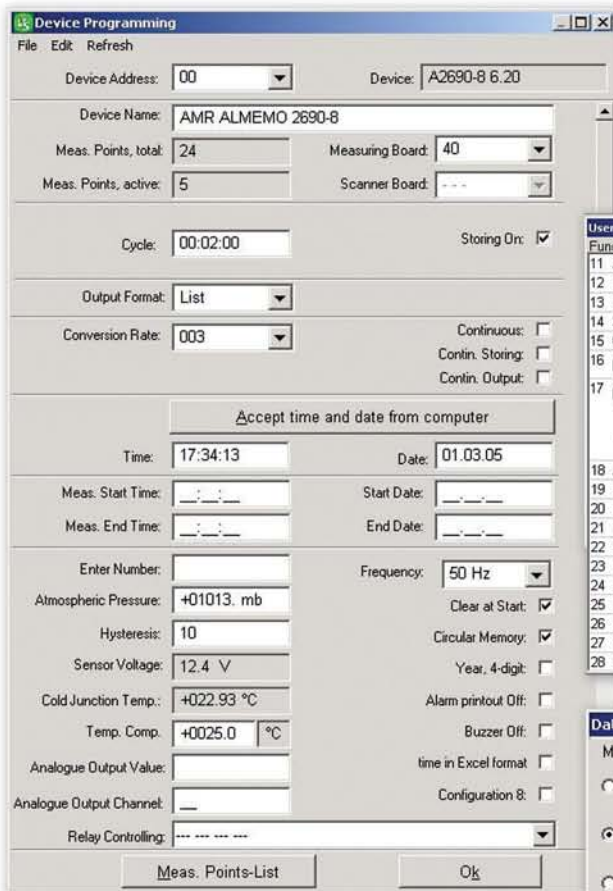 Device Programming
File Edit Refresh
Device Address: 00 Device: A2690-8 6.20
Device Name: AMR ALMEMO 2690-8
Meas. Points, total: 24 Measuring Board: 40
Meas. Points, active: 5 Scanner Board: - - -
Cycle: 00:02:00 Storing On:
Output Format: List
Conversion Rate: 003 Continuous:
Contin. Storing:
Contin. Output:
Accept time and date from computer
Time: 17:34:13 Date: 01.03.05
Meas. Start Time: __:__:__ Start Date: __.__.__
Meas. End Time: __:__:__ End Date: __.__.__
Enter Number: Frequency: 50 Hz
Atmospheric Pressure: +01013. mb Clear at Start:
Hysteresis: 10 Circular Memory:
Sensor Voltage: 12.4 V Year, 4-digit:
Cold Junction Temp.: +022.93 °C Alarm printout Off:
Temp. Comp. +0025.0 °C Buzzer Off:
Analogue Output Value: time in Excel format
Analogue Output Channel: __ Configuration 8:
Relay Controlling: --- --- --- ---
Meas. Points-List Ok
User
Fun
11
12
13
14
15
16
17
18
19
20
21
22
23
24
25
26
27
28
Dat
M